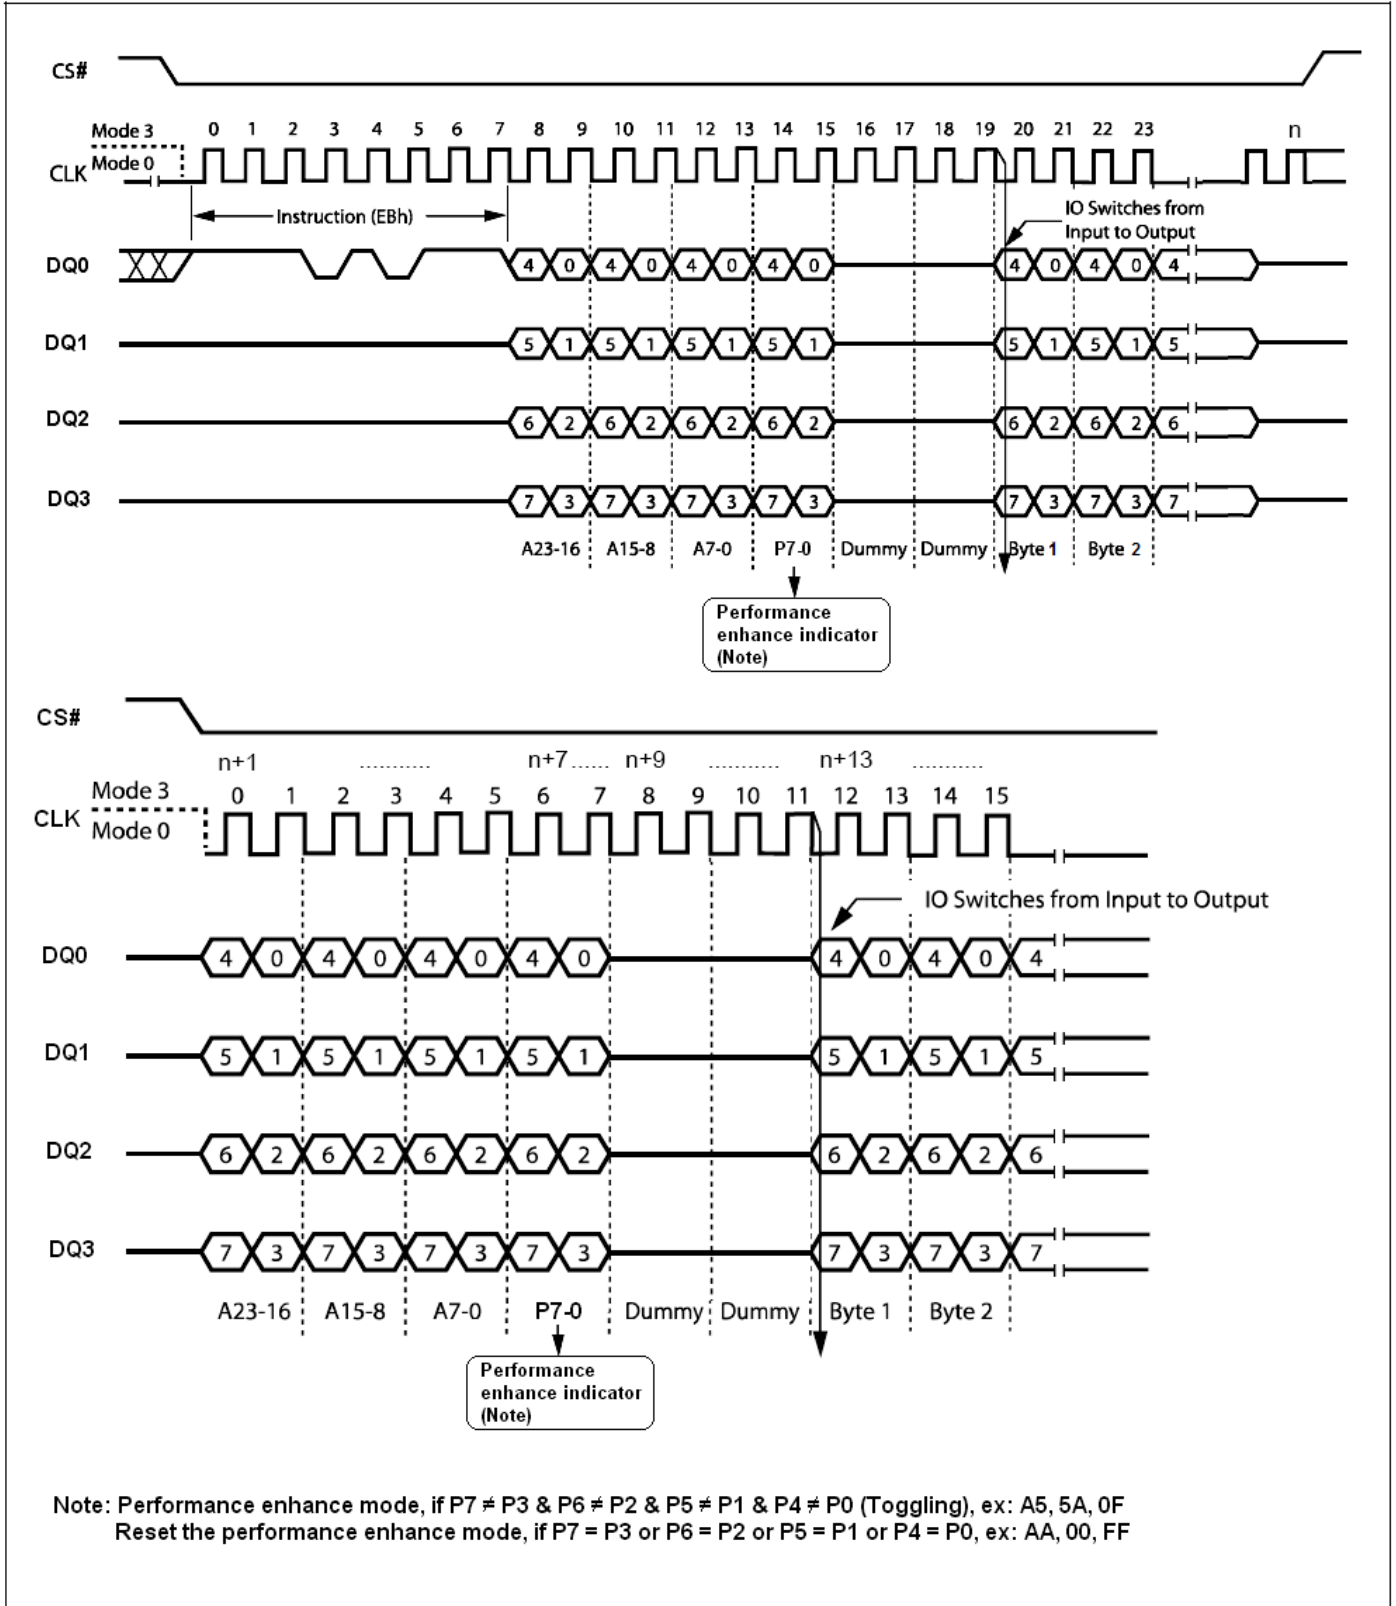 CS#
Mode 3
0 1 2 3 4 5 6 7 8 9 10 11 12 13 14 15 16 17 18 19 20 21 22 23 n
CLK Mode 0
Instruction (EBh)
IO Switches from
Input to Output
DQ0 4 0 4 0 4 0 4 0 4 0 4 0 4
DQ1 5 1 5 1 5 1 5 1 5 1 5 1 5
DQ2 6 2 6 2 6 2 6 2 6 2 6 2 6
DQ3 7 3 7 3 7 3 7 3 7 3 7 3 7
A23-16 A15-8 A7-0 P7-0 Dummy Dummy Byte 1 Byte 2
Performance
enhance indicator
(Note)
CS#
n+1 ........... n+7 ...... n+9 ........... n+13 ...........
Mode 3
0 1 2 3 4 5 6 7 8 9 10 11 12 13 14 15
CLK Mode 0
IO Switches from Input to Output
DQ0 4 0 4 0 4 0 4 0 4 0 4 0 4
DQ1 5 1 5 1 5 1 5 1 5 1 5 1 5
DQ2 6 2 6 2 6 2 6 2 6 2 6 2 6
DQ3 7 3 7 3 7 3 7 3 7 3 7 3 7
A23-16 A15-8 A7-0 P7-0 Dummy Dummy Byte 1 Byte 2
Performance
enhance indicator
(Note)
Note: Performance enhance mode, if P7 ≠ P3 & P6 ≠ P2 & P5 ≠ P1 & P4 ≠ P0 (Toggling), ex: A5, 5A, 0F
Reset the performance enhance mode, if P7 = P3 or P6 = P2 or P5 = P1 or P4 = P0, ex: AA, 00, FF